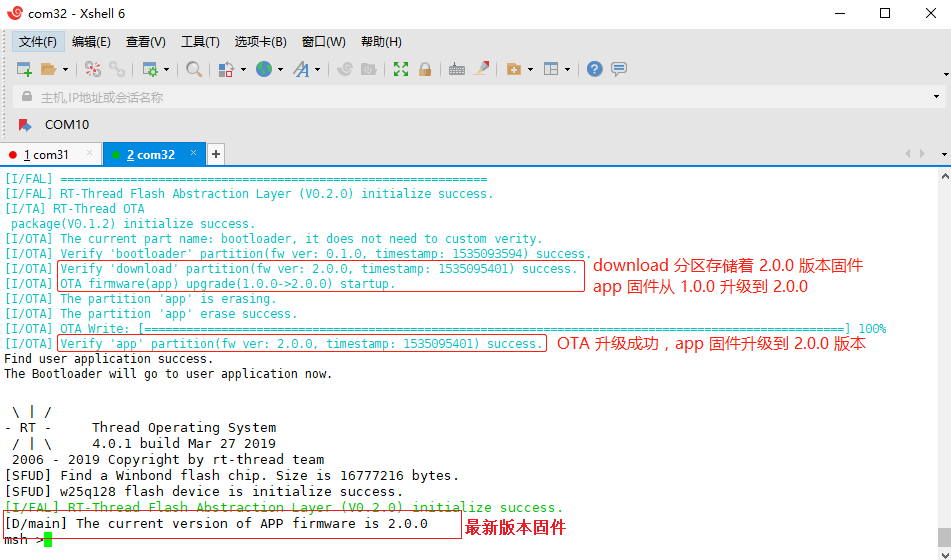 com32 - Xshell 6
文件(F) 编辑(E) 查看(V) 工具(T) 选项卡(B) 窗口(W) 帮助(H)
主机,IP地址或会话名称
COM10
1 com31 × 2 com32 × +
[I/FAL] =============================================================
[I/FAL] RT-Thread Flash Abstraction Layer (V0.2.0) initialize success.
[I/TA] RT-Thread OTA
package(V0.1.2) initialize success.
[I/OTA] The current part name: bootloader, it does not need to custom verity.
[I/OTA] Verify 'bootloader' partition(fw ver: 0.1.0, timestamp: 1535093594) success.
[I/OTA] Verify 'download' partition(fw ver: 2.0.0, timestamp: 1535095401) success. download 分区存储着 2.0.0 版本固件
[I/OTA] OTA firmware(app) upgrade(1.0.0->2.0.0) startup. app 固件从 1.0.0 升级到 2.0.0
[I/OTA] The partition 'app' is erasing.
[I/OTA] The partition 'app' erase success.
[I/OTA] OTA Write: [====================================================================================================] 100%
[I/OTA] Verify 'app' partition(fw ver: 2.0.0, timestamp: 1535095401) success. OTA 升级成功，app 固件升级到 2.0.0 版本
Find user application success.
The Bootloader will go to user application now.
\ | /
- RT - Thread Operating System
/ | \ 4.0.1 build Mar 27 2019
2006 - 2019 Copyright by rt-thread team
[SFUD] Find a Winbond flash chip. Size is 16777216 bytes.
[SFUD] w25q128 flash device is initialize success.
[I/FAL] RT-Thread Flash Abstraction Layer (V0.2.0) initialize success.
[D/main] The current version of APP firmware is 2.0.0 最新版本固件
msh >